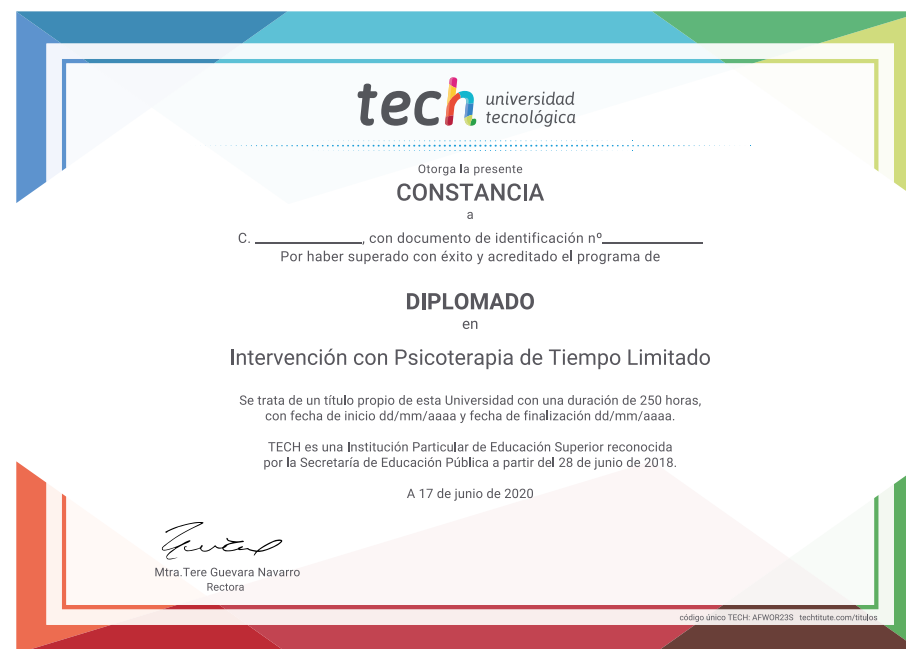 tech universidad
tecnológica
Otorga la presente
CONSTANCIA
a
C. ______________, con documento de identificación nº______________
Por haber superado con éxito y acreditado el programa de
DIPLOMADO
en
Intervención con Psicoterapia de Tiempo Limitado
Se trata de un título propio de esta Universidad con una duración de 250 horas,
con fecha de inicio dd/mm/aaaa y fecha de finalización dd/mm/aaaa.
TECH es una Institución Particular de Educación Superior reconocida
por la Secretaría de Educación Pública a partir del 28 de junio de 2018.
A 17 de junio de 2020
Mtra.Tere Guevara Navarro
Rectora
código único TECH: AFWOR23S techtitute.com/titulos